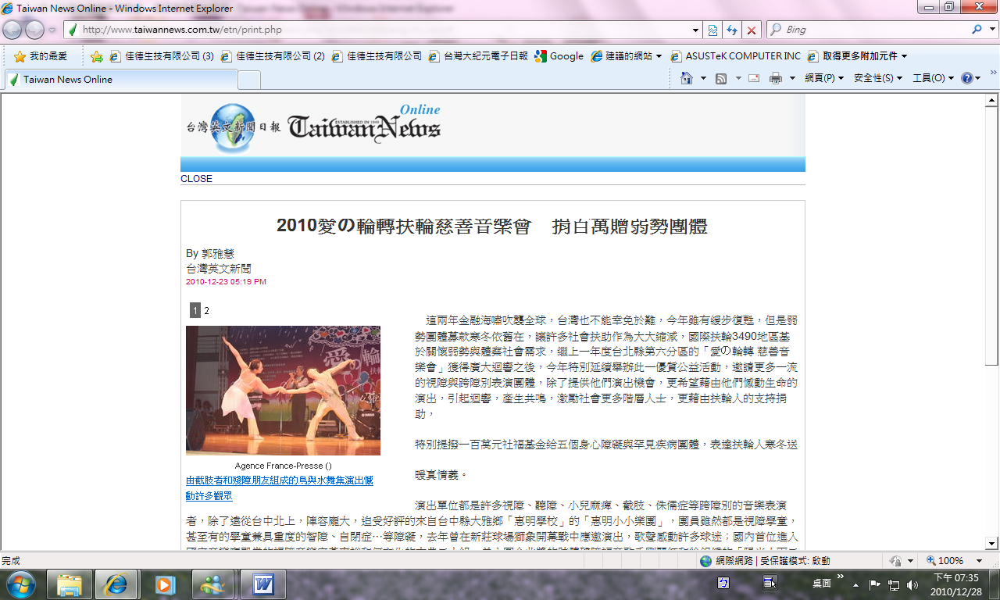 Taiwan News Online - Windows Internet Explorer
http://www.taiwannews.com.tw/etn/print.php
Bing
我的最愛
佳德生技有限公司 (3)
佳德生技有限公司 (2)
佳德生技有限公司
台灣大紀元電子日報
Google
建議的網站
ASUSTeK COMPUTER INC
取得更多附加元件
Taiwan News Online
網頁(P)
安全性(S)
工具(O)
台灣英文新聞日報
Online
ESTABLISHED IN 1949
Taiwan News
CLOSE
2010愛の輪轉扶輪慈善音樂會　捐百萬贈弱勢團體
By 郭雅慧
台灣英文新聞
2010-12-23 05:19 PM
1 2
愛の輪
Agence France-Presse ()
由截肢者和殘障朋友組成的鳥與水舞集演出憾
動許多觀眾
這兩年金融海嘯吹襲全球，台灣也不能幸免於難，今年雖有緩步復甦，但是弱
勢團體募款寒冬依舊在，讓許多社會扶助作為大大縮減，國際扶輪3490地區基
於關懷弱勢與體察社會需求，繼上一年度台北縣第六分區的「愛の輪轉 慈善音
樂會」獲得廣大迴響之後，今年特別延續舉辦此一優質公益活動，邀請更多一流
的視障與跨障別表演團體，除了提供他們演出機會，更希望藉由他們憾動生命的
演出，引起迴響，產生共鳴，激勵社會更多階層人士，更藉由扶輪人的支持捐
助，
特別提撥一百萬元社福基金給五個身心障礙與罕見疾病團體，表達扶輪人寒冬送
暖真情義。
演出單位都是許多視障、聽障、小兒麻痺、截肢、侏儒症等跨障別的音樂表演
者，除了遠從台中北上，陣容龐大，迫受好評的來自台中縣大雅鄉「惠明學校」的「惠明小小樂團」，團員雖然都是視障學童，
甚至有的學童兼具重度的智障、自閉症…等障礙，去年曾在新莊球場獅象開幕戰中應邀演出，歌聲感動許多球迷；國內首位進入
完成
網際網路 | 受保護模式: 啟動
100%
桌面
下午 07:35
2010/12/28